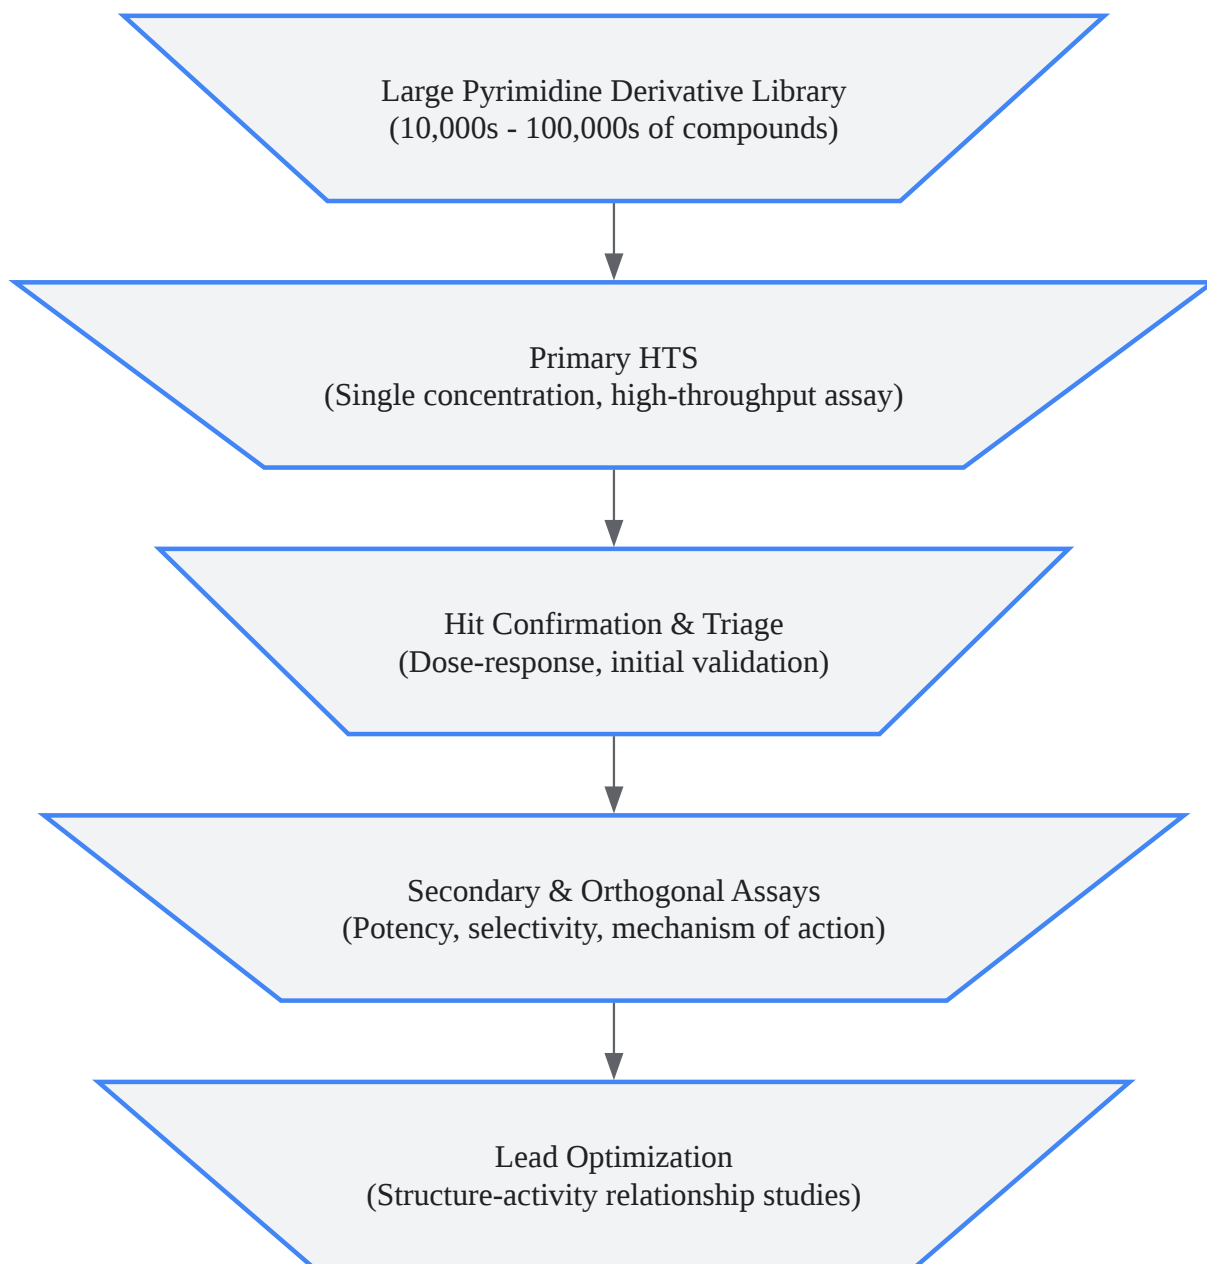 Large Pyrimidine Derivative Library
(10,000s - 100,000s of compounds)
Primary HTS
(Single concentration, high-throughput assay)
Hit Confirmation & Triage
(Dose-response, initial validation)
Secondary & Orthogonal Assays
(Potency, selectivity, mechanism of action)
Lead Optimization
(Structure-activity relationship studies)